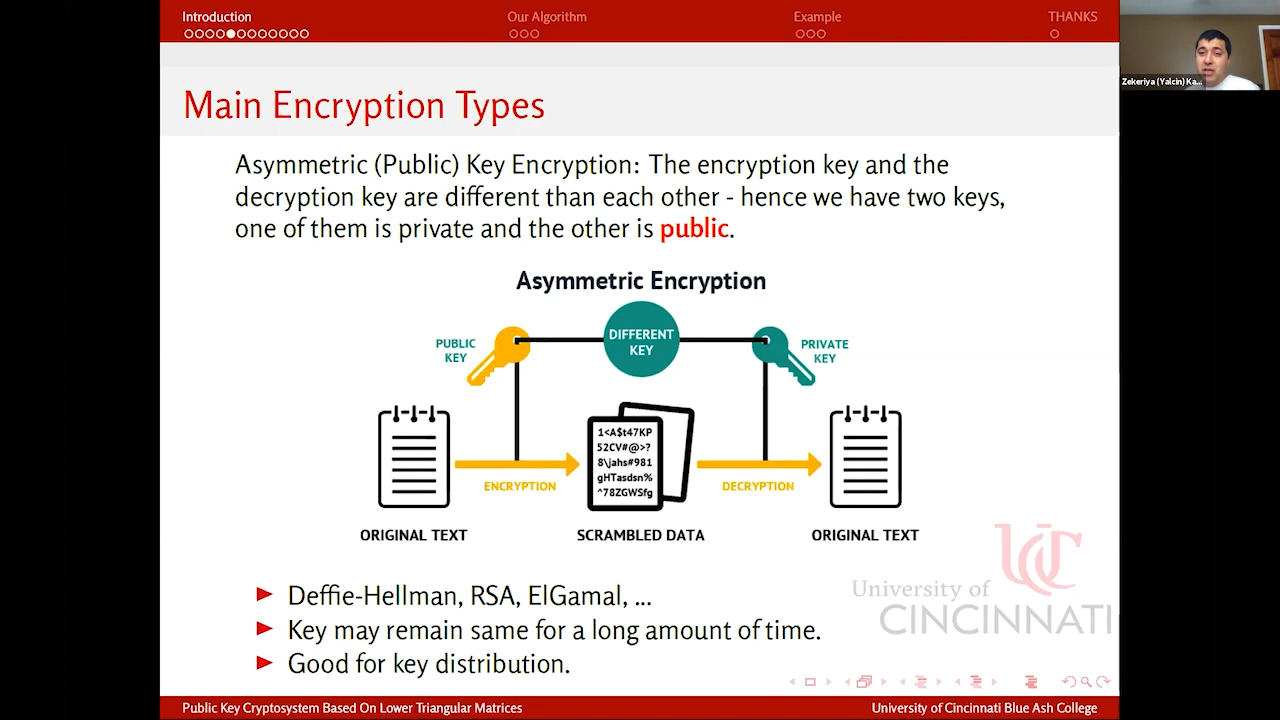 Introduction
Our Algorithm
Example
THANKS
Zekeriya (Yalcin) Ka...
Main Encryption Types
Asymmetric (Public) Key Encryption: The encryption key and the
decryption key are different than each other - hence we have two keys,
one of them is private and the other is public.
Asymmetric Encryption
PUBLIC
KEY
DIFFERENT
KEY
PRIVATE
KEY
1<A$t47KP
52CV#@>?
8\jahs#981
gHTasdsn%
^78ZGWSfg
ENCRYPTION
DECRYPTION
ORIGINAL TEXT
SCRAMBLED DATA
ORIGINAL TEXT
UC
University of
CINCINNATI
Deffie-Hellman, RSA, ElGamal, ...
Key may remain same for a long amount of time.
Good for key distribution.
Public Key Cryptosystem Based On Lower Triangular Matrices
University of Cincinnati Blue Ash College